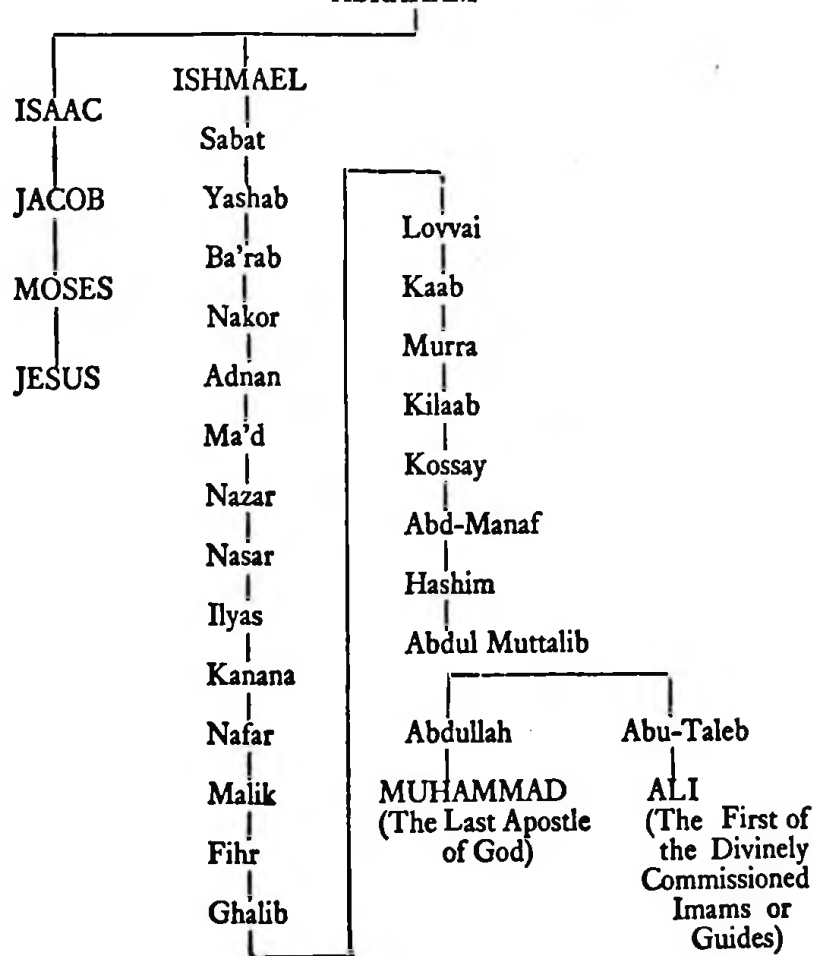 ISAAC
JACOB
MOSES
JESUS
ISHMAEL
Sabat
Yashab
Ba’rab
Nakor
Adnan
Ma’d
Nazar
Nasar
Ilyas
Kanana
Nafar
Malik
Fihr
Ghalib
Lovvai
Kaab
Murra
Kilaab
Kossay
Abd-Manaf
Hashim
Abdul Muttalib
Abdullah
MUHAMMAD
(The Last Apostle
of God)
Abu-Taleb
ALI
(The First of
the Divinely
Commissioned
Imams or
Guides)